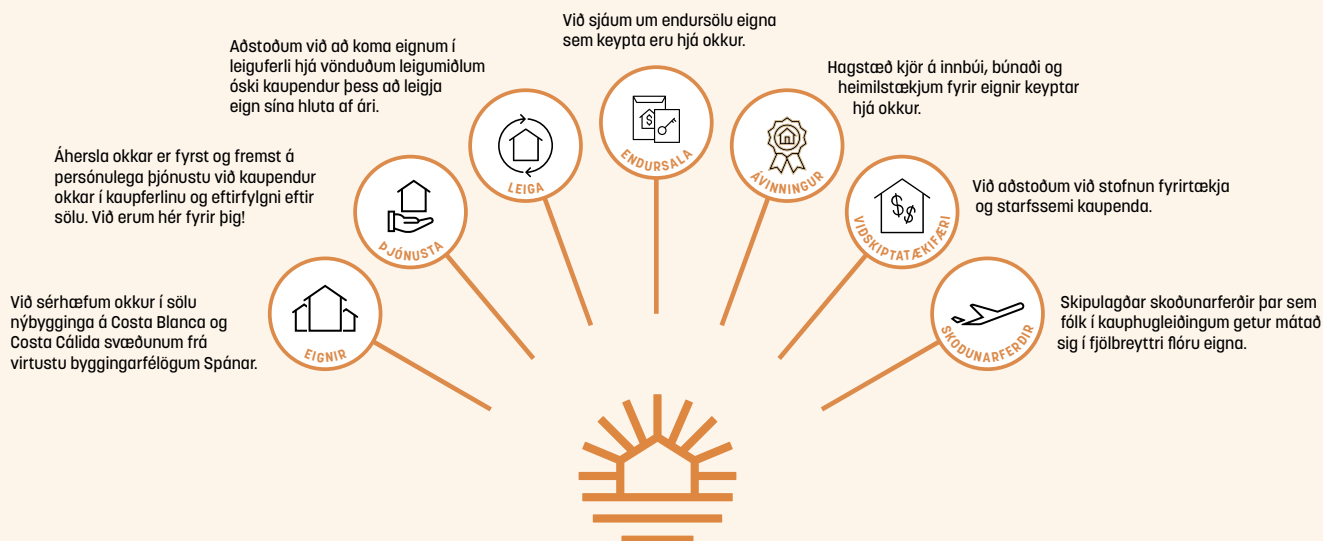 Við sérhæfum okkur í sölu
nýbygginga á Costa Blanca og
Costa Cálida svæðunum frá
virtustu byggingarfélögum Spánar.
EIGNIR
Áhersla okkar er fyrst og fremst á
persónulega þjónustu við kaupendur
okkar í kaupferlinu og eftirfylgni eftir
sölu. Við erum hér fyrir þig!
ÞJÓNUSTA
Aðstoðum við að koma eignum í
leiguferli hjá vönduðum leigumiðlum
óski kaupendur þess að leigja
eign sína hluta af ári.
LEIGA
Við sjáum um endursölu eigna
sem keypta eru hjá okkur.
ENDURSALA
Hagstæð kjör á innbúi, búnaði og
heimilstækjum fyrir eignir keyptar
hjá okkur.
ÁVINNINGUR
Við aðstoðum við stofnun fyrirtækja
og starfssemi kaupenda.
VIÐSKIPTATÆKIFÆRI
Skipulagðar skoðunarferðir þar sem
fólk í kauphugleiðingum getur mátað
sig í fjölbreyttri flóru eigna.
SKOÐUNARFERÐIR